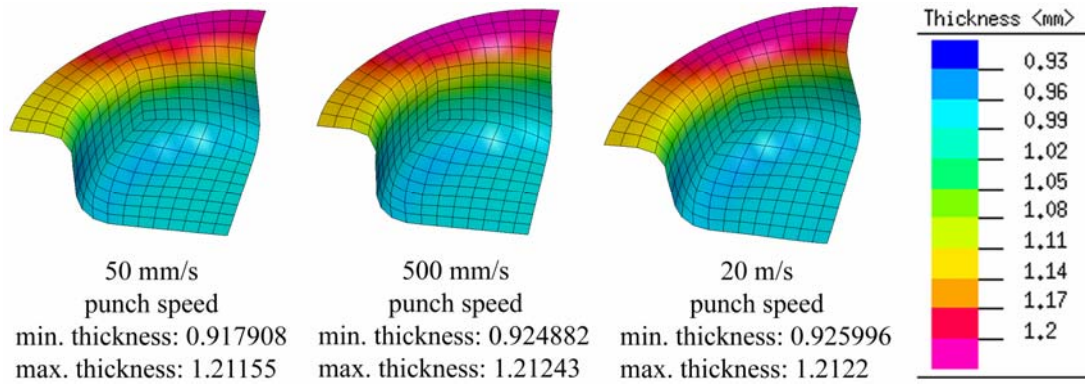 Thickness <mm>
0.93
0.96
0.99
1.02
1.05
1.08
1.11
1.14
1.17
1.2
50 mm/s
punch speed
min. thickness: 0.917908
max. thickness: 1.21155
500 mm/s
punch speed
min. thickness: 0.924882
max. thickness: 1.21243
20 m/s
punch speed
min. thickness: 0.925996
max. thickness: 1.2122